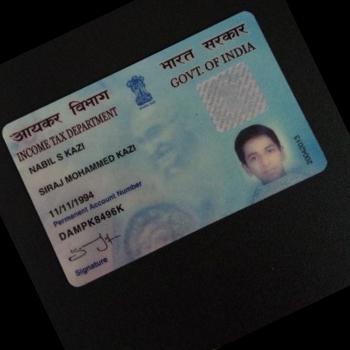 आयकर विभाग
INCOME TAX DEPARTMENT
भारत सरकार
GOVT. OF INDIA
NABIL S KAZI
SIRAJ MOHAMMED KAZI
11/11/1994
Permanent Account Number
DAMPK8496K
Signature